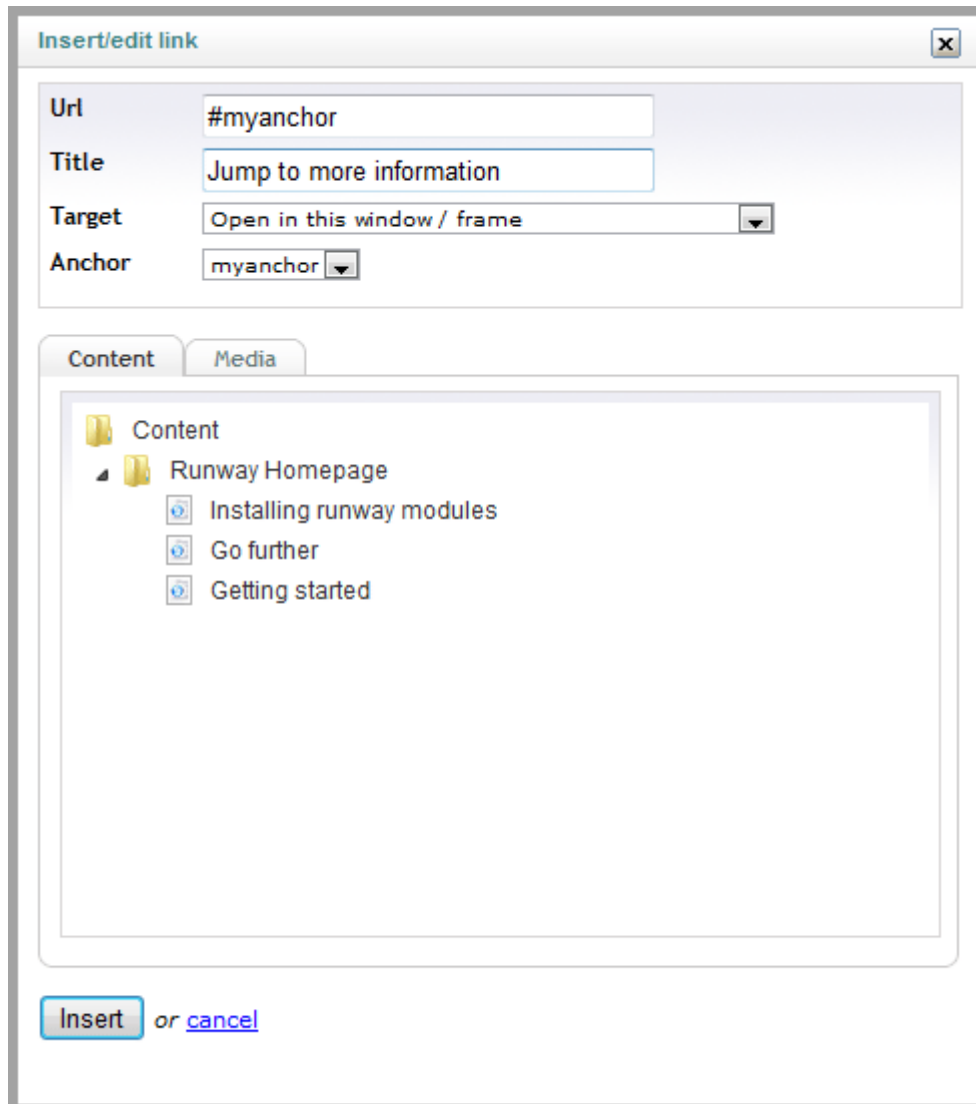 Insert/edit link
Url #myanchor
Title Jump to more information
Target Open in this window / frame
Anchor myanchor
Content Media
Content
Runway Homepage
Installing runway modules
Go further
Getting started
Insert or cancel